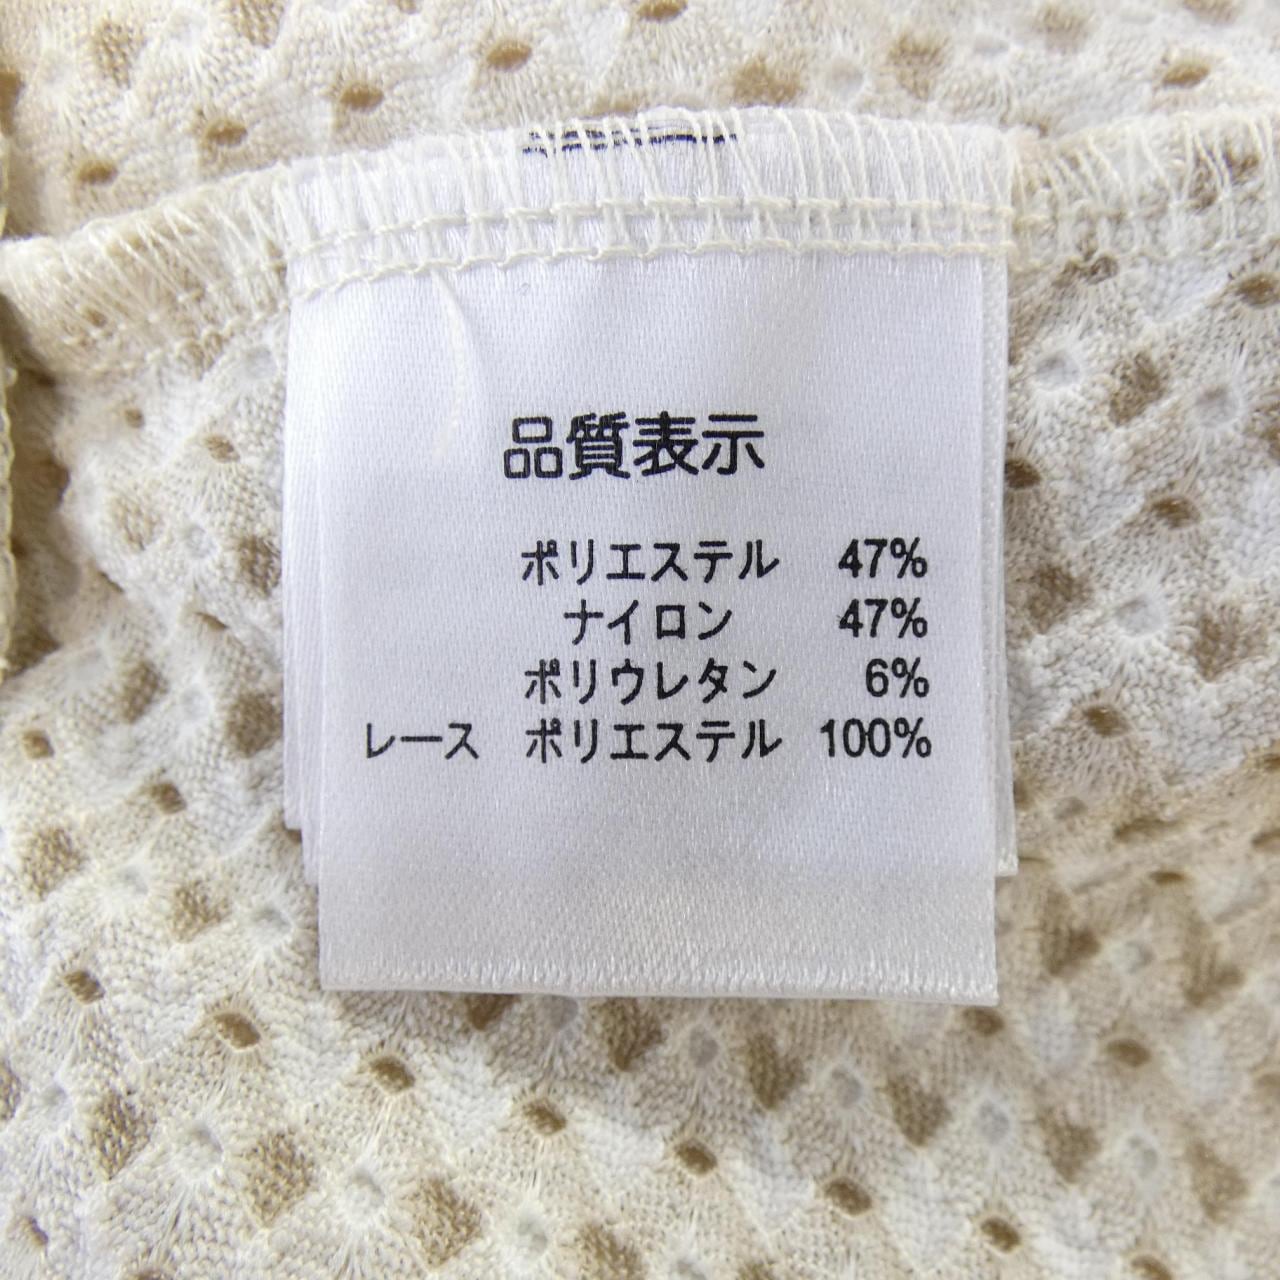 品質表示
ポリエステル 47%
ナイロン 47%
ポリウレタン 6%
レース ポリエステル 100%